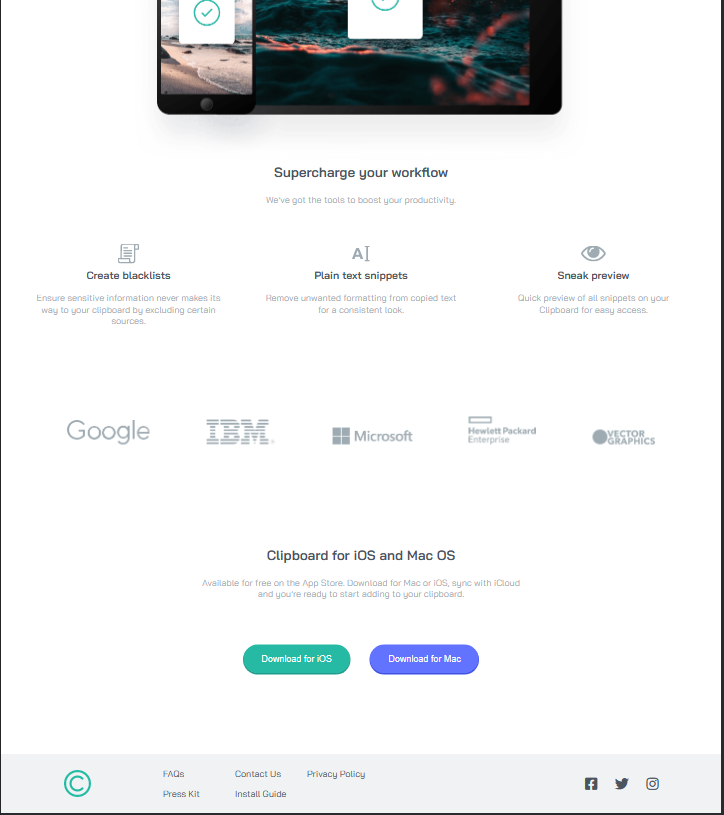 Supercharge your workflow
We've got the tools to boost your productivity.
Create blacklists
Ensure sensitive information never makes its
way to your clipboard by excluding certain
sources.
Plain text snippets
Remove unwanted formatting from copied text
for a consistent look.
Sneak preview
Quick preview of all snippets on your
Clipboard for easy access.
Google
IBM
Microsoft
Hewlett Packard
Enterprise
VECTOR
GRAPHICS
Clipboard for iOS and Mac OS
Available for free on the App Store. Download for Mac or iOS, sync with iCloud
and you're ready to start adding to your clipboard.
Download for iOS
Download for Mac
FAQs
Contact Us
Privacy Policy
Press Kit
Install Guide